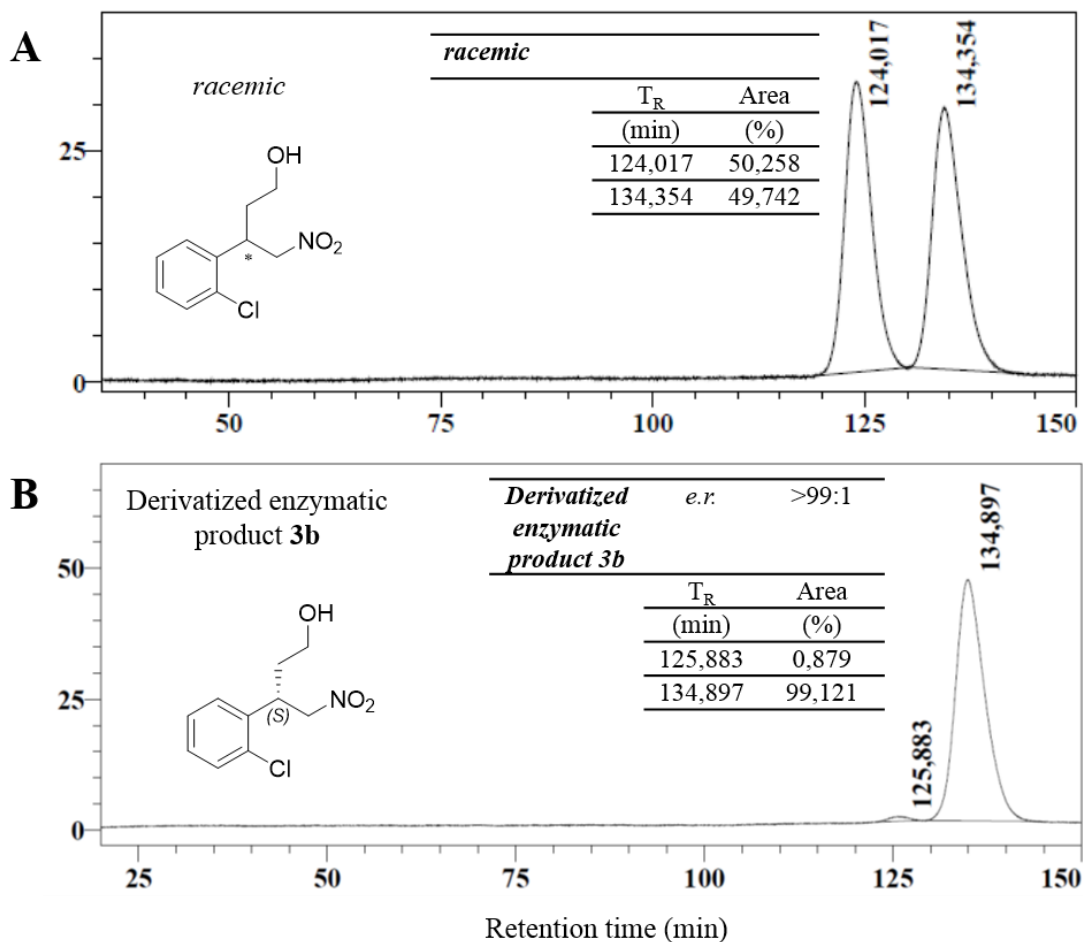 A
racemic
OH
NO2
*
Cl
racemic
TR Area
(min) (%)
124,017 50,258
134,354 49,742
124,017
134,354
25
0
50 75 100 125 150
B
Derivatized enzymatic
product 3b
OH
NO2
(S)
Cl
Derivatized e.r. >99:1
enzymatic
product 3b
TR Area
(min) (%)
125,883 0,879
134,897 99,121
125,883
134,897
50
25
0
25 50 75 100 125 150
Retention time (min)